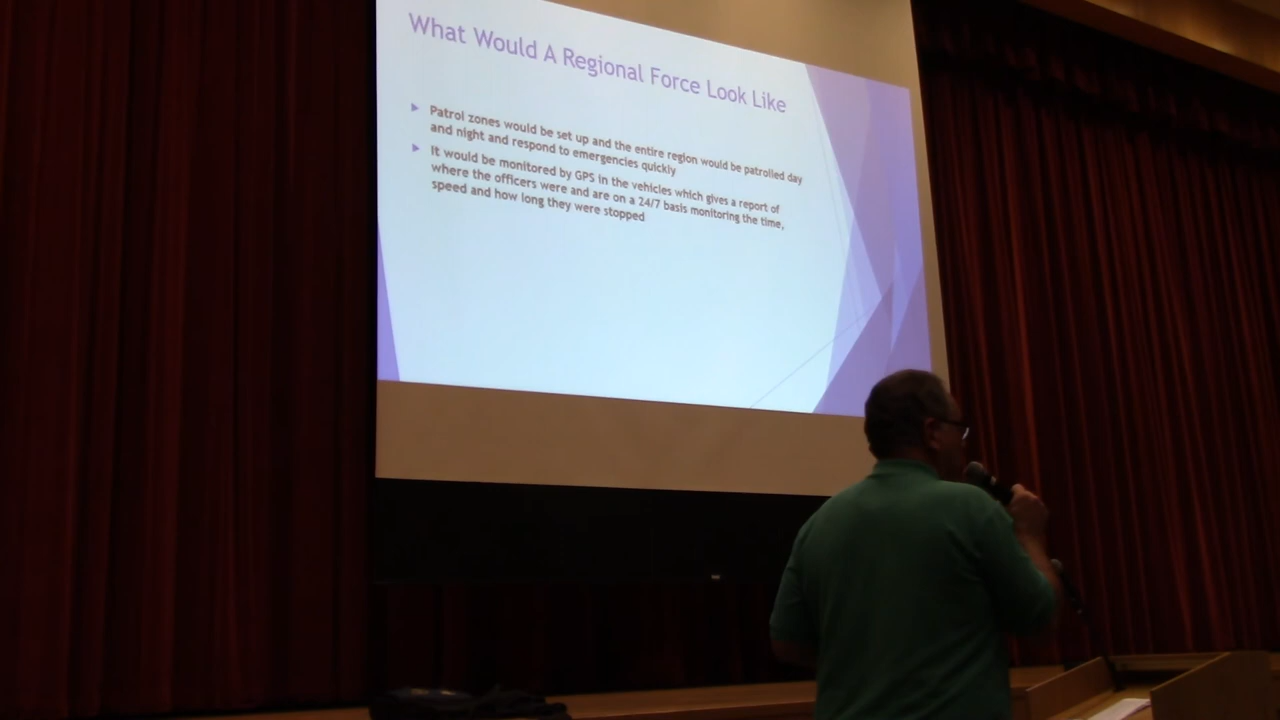 What Would A Regional Force Look Like
Patrol zones would be set up and the entire region would be patrolled day
and night and respond to emergencies quickly
It would be monitored by GPS in the vehicles which gives a report of
where the officers were and are on a 24/7 basis monitoring the time,
speed and how long they were stopped